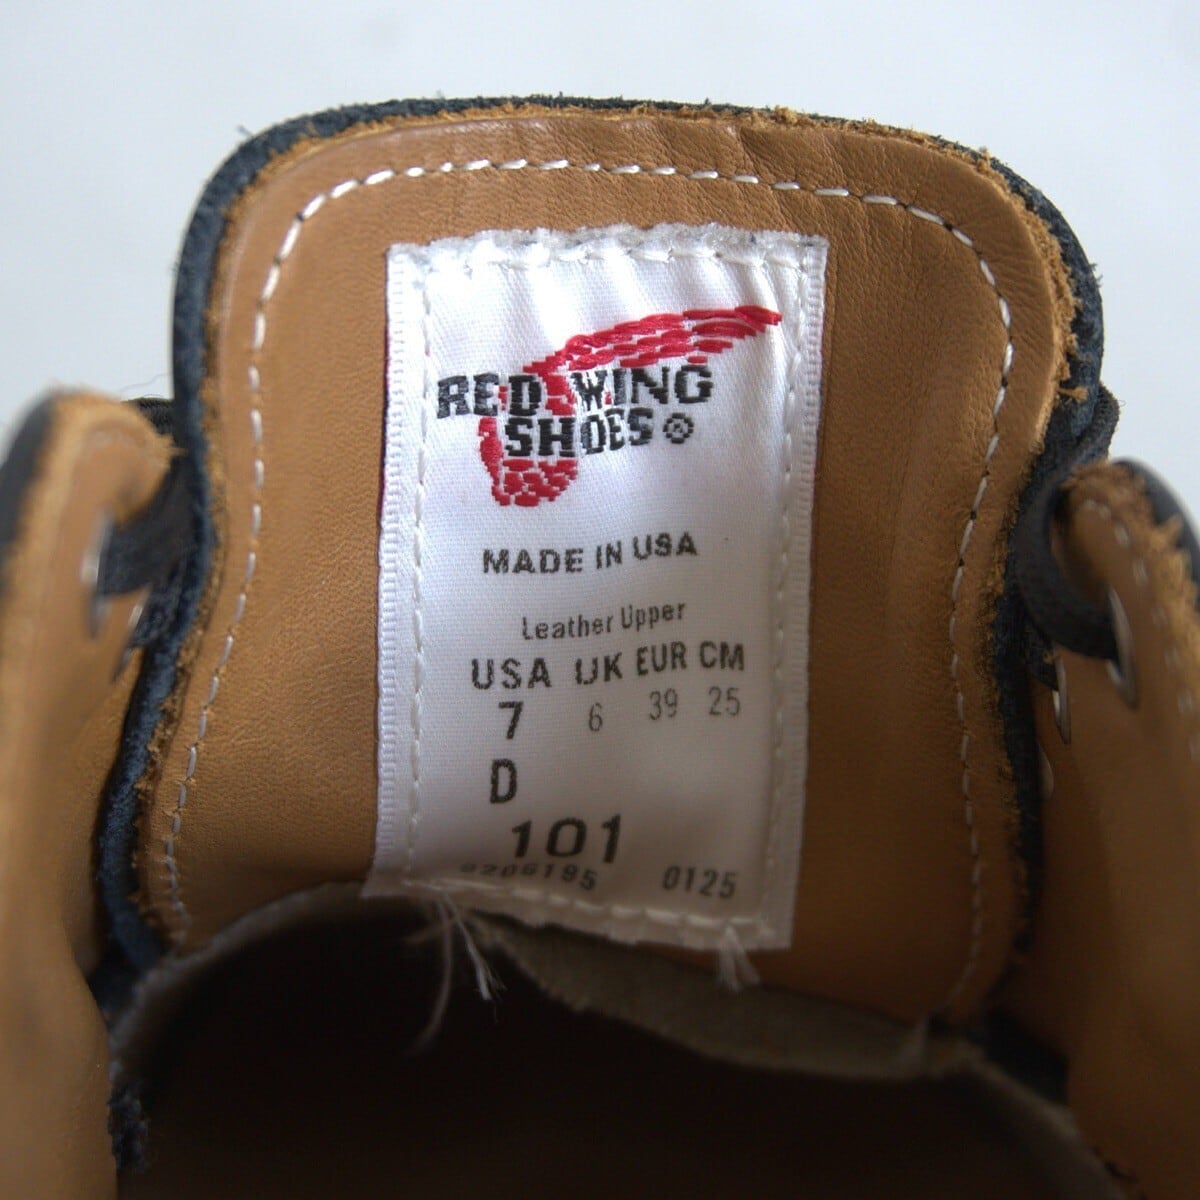 RED WING
SHOES®
MADE IN USA
Leather Upper
USA UK EUR CM
7 6 39 25
D
101
0125